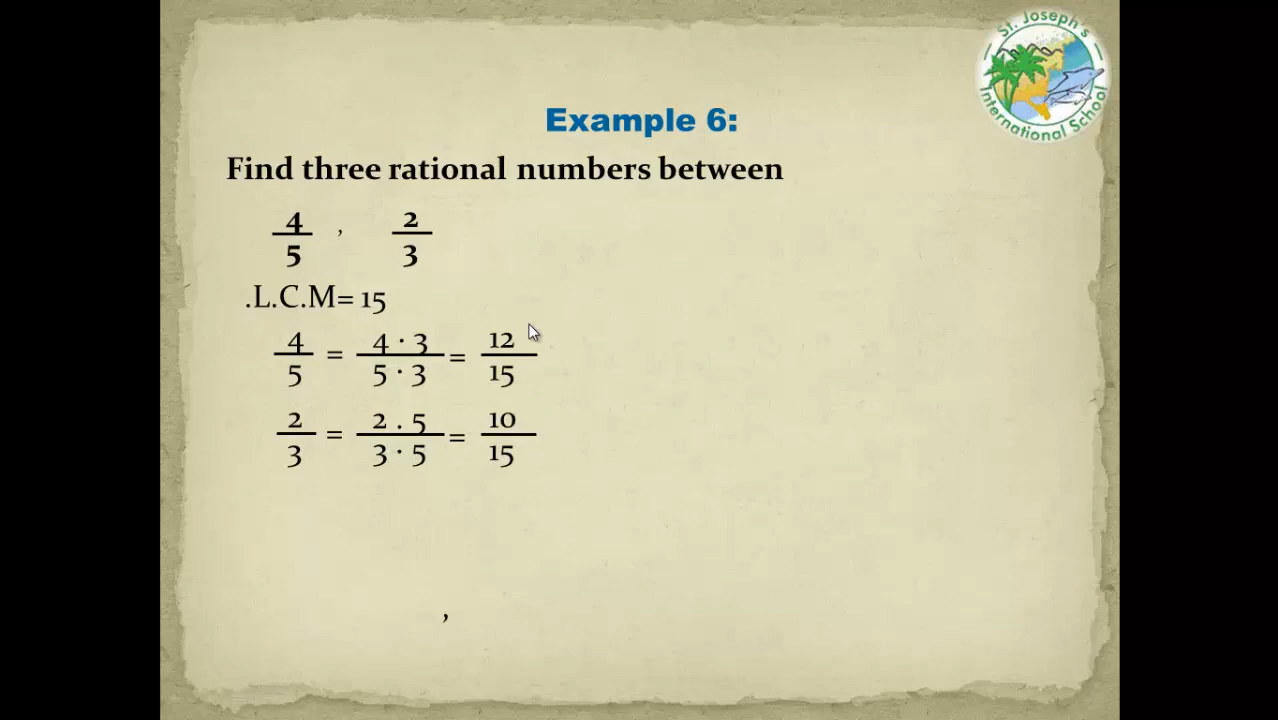 St. Joseph's
International School
Example 6:
Find three rational numbers between
4/5 , 2/3
.L.C.M= 15
4/5 = 4 · 3 / 5 · 3 = 12/15
2/3 = 2 . 5 / 3 · 5 = 10/15
,